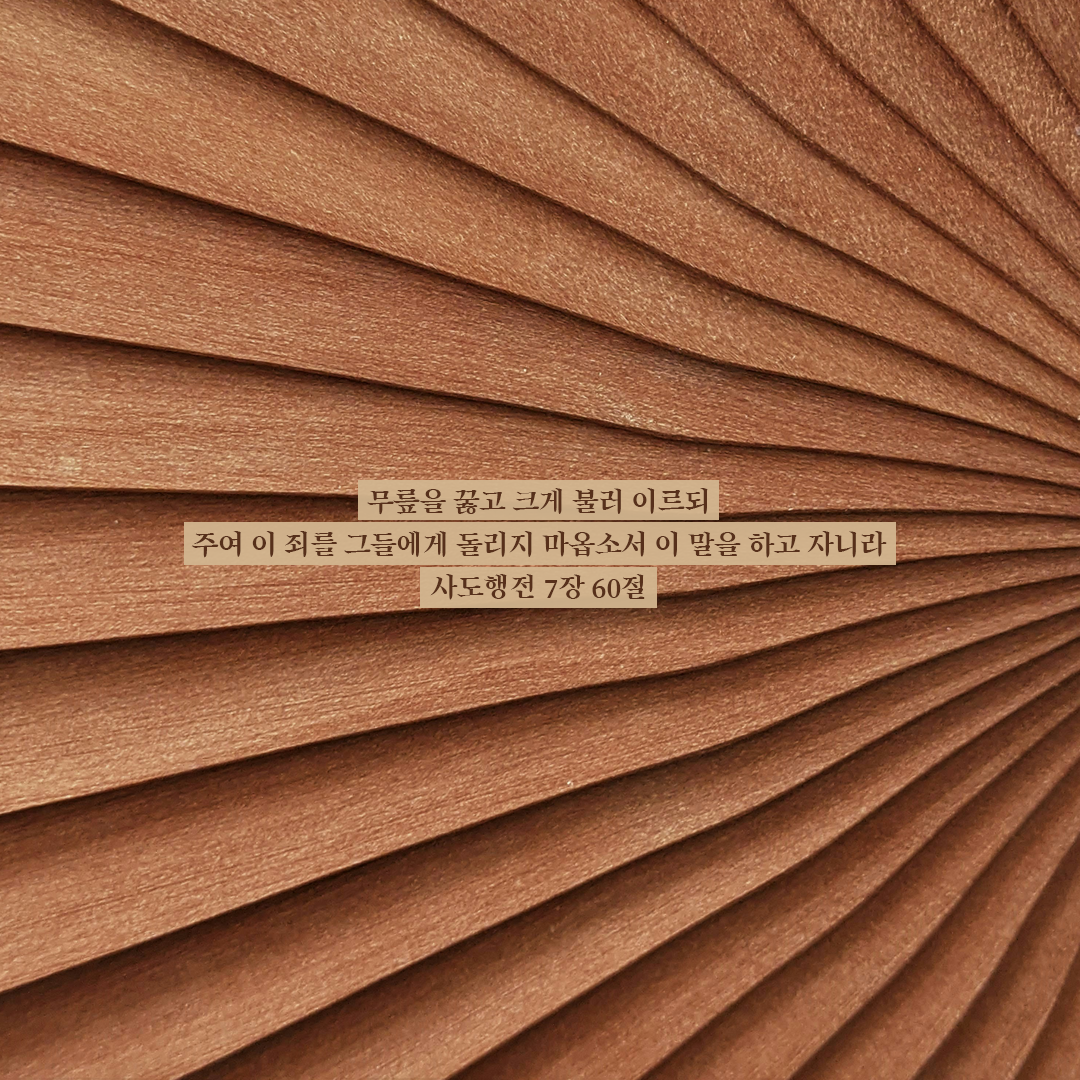 무릎을 꿇고 크게 불러 이르되
주여 이 죄를 그들에게 돌리지 마옵소서 이 말을 하고 자니라
사도행전 7장 60절